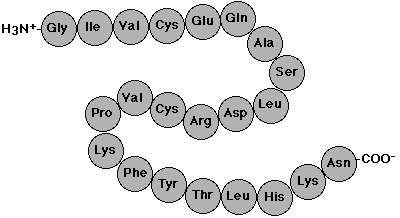 H3N+-Gly Ile Val Cys Glu Gln
Ala
Ser
Leu Asp Arg Cys Val Pro
Lys
Phe Tyr Thr Leu His Lys Asn-COO-